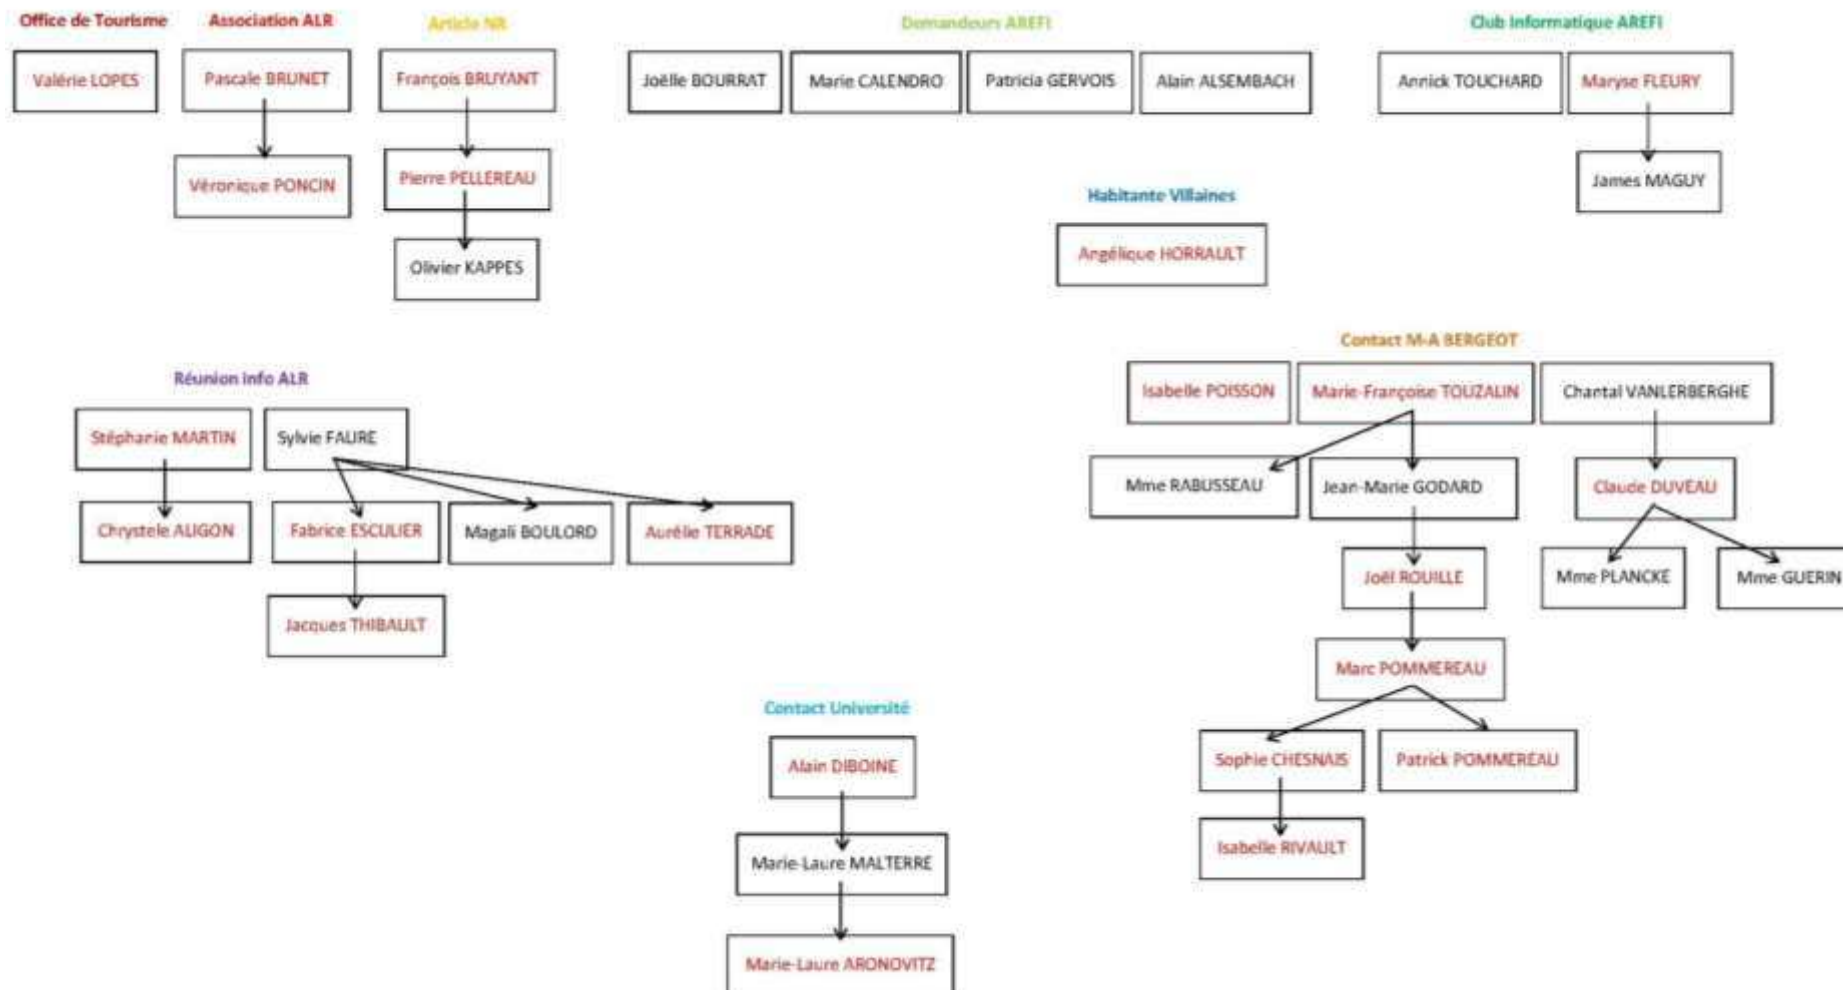 Office de Tourisme
Association ALR
Article NR
Demandeurs AREFI
Club Informatique AREFI
Valérie LOPES
Pascale BRUNET
François BRUYANT
Joëlle BOURRAT
Marie CALENDRO
Patricia GERVOIS
Alain ALSEMBACH
Annick TOUCHARD
Maryse FLEURY
Véronique PONCIN
Pierre PELLEREAU
James MAGUY
Olivier KAPPES
Habitante Villaines
Angélique HORRAULT
Réunion Info ALR
Contact M-A BERGEOT
Stéphanie MARTIN
Sylvie FAURE
Isabelle POISSON
Marie-Françoise TOUZALIN
Chantal VANLERBERGHE
Chrystele ALIGON
Fabrice ESCULIER
Magali BOULORD
Aurélie TERRADE
Mme RABUSSEAU
Jean-Marie GODARD
Claude DUVEAU
Jacques THIBAULT
Joël ROUILLE
Mme PLANCKE
Mme GUERIN
Marc POMMEREAU
Contact Université
Alain DIBOINE
Sophie CHESNAIS
Patrick POMMEREAU
Marie-Laure MALTERRE
Isabelle RIVAULT
Marie-Laure ARONOVITZ